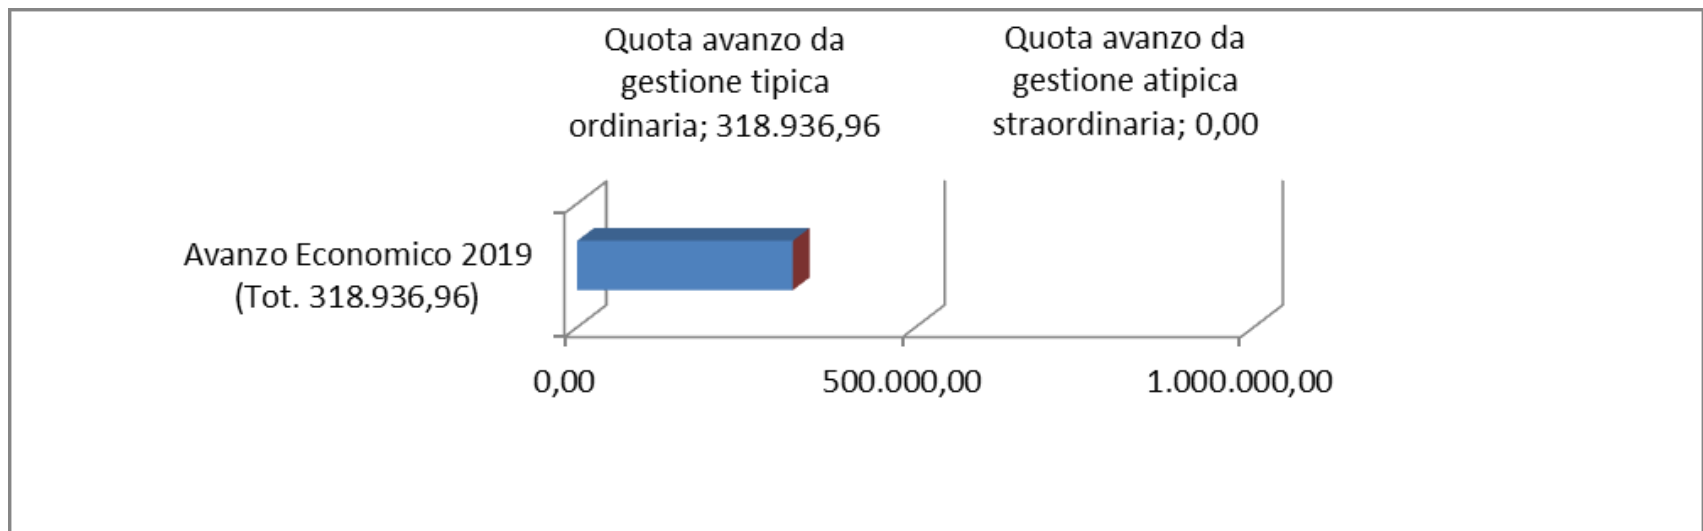 Quota avanzo da
gestione tipica
ordinaria; 318.936,96
Quota avanzo da
gestione atipica
straordinaria; 0,00
Avanzo Economico 2019
(Tot. 318.936,96)
0,00
500.000,00
1.000.000,00